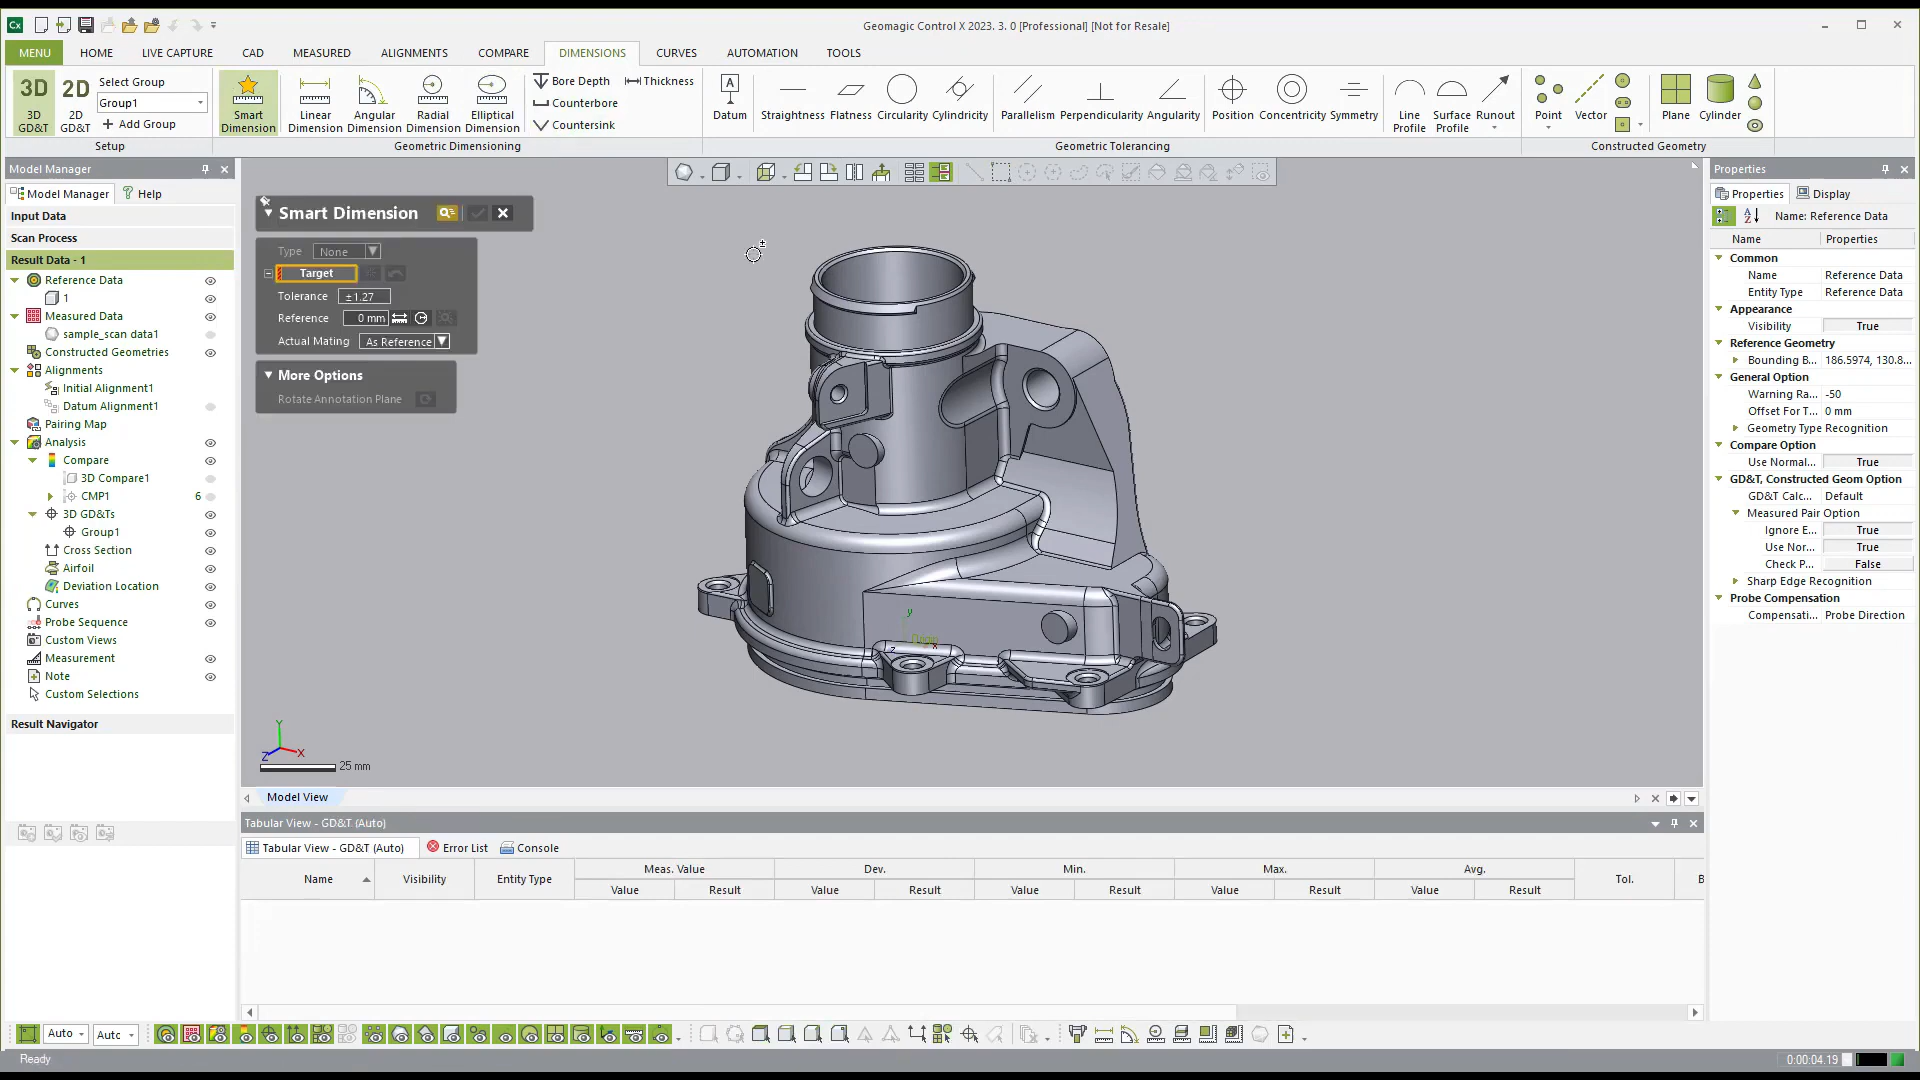 Cx Geomagic Control X 2023. 3. 0 [Professional] [Not for Resale]
MENU HOME LIVE CAPTURE CAD MEASURED ALIGNMENTS COMPARE DIMENSIONS CURVES AUTOMATION TOOLS
3D 2D Select Group
Group1
3D GD&T 2D GD&T + Add Group
Setup
Smart Dimension Linear Dimension Angular Dimension Radial Dimension Elliptical Dimension
Bore Depth Thickness
Counterbore
Countersink
Geometric Dimensioning
A
Datum Straightness Flatness Circularity Cylindricity Parallelism Perpendicularity Angularity Position Concentricity Symmetry Line Profile Surface Profile Runout
Geometric Tolerancing
Point Vector Plane Cylinder
Constructed Geometry
Model Manager
Model Manager Help
Input Data
Scan Process
Result Data - 1
Reference Data
1
Measured Data
sample_scan data1
Constructed Geometries
Alignments
Initial Alignment1
Datum Alignment1
Pairing Map
Analysis
Compare
3D Compare1
CMP1 6
3D GD&Ts
Group1
Cross Section
Airfoil
Deviation Location
Curves
Probe Sequence
Custom Views
Measurement
Note
Custom Selections
Result Navigator
Smart Dimension
Type None
Target
Tolerance ±1.27
Reference 0 mm
Actual Mating As Reference
More Options
Rotate Annotation Plane
y
Origin
z x
Y
Z X
25 mm
Model View
Tabular View - GD&T (Auto)
Tabular View - GD&T (Auto) Error List Console
Name Visibility Entity Type Meas. Value Dev. Min. Max. Avg. Tol. B
Value Result Value Result Value Result Value Result Value Result
Properties
Properties Display
Name: Reference Data
Name Properties
Common
Name Reference Data
Entity Type Reference Data
Appearance
Visibility True
Reference Geometry
Bounding B... 186.5974, 130.8...
General Option
Warning Ra... -50
Offset For T... 0 mm
Geometry Type Recognition
Compare Option
Use Normal... True
GD&T, Constructed Geom Option
GD&T Calc... Default
Measured Pair Option
Ignore E... True
Use Nor... True
Check P... False
Sharp Edge Recognition
Probe Compensation
Compensati... Probe Direction
Auto Auto
Ready 0:00:04.19